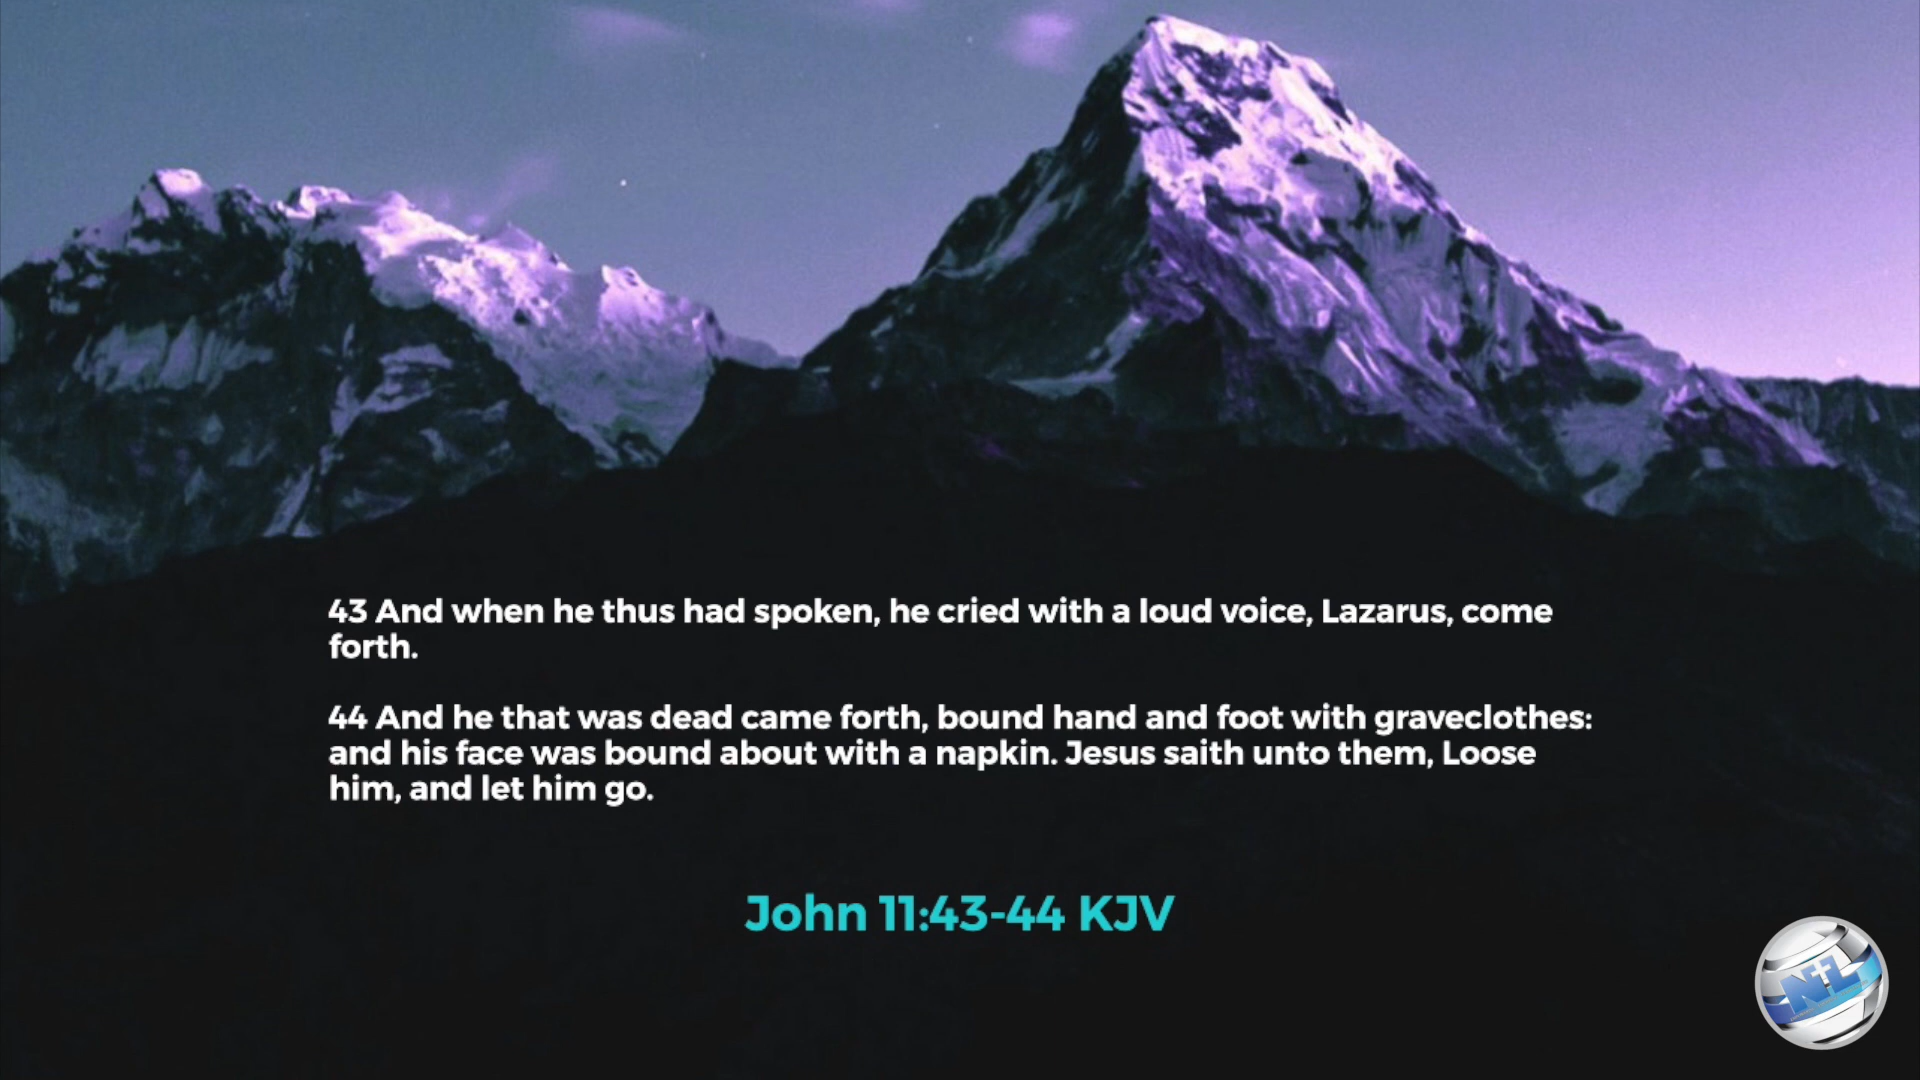 43 And when he thus had spoken, he cried with a loud voice, Lazarus, come
forth.
44 And he that was dead came forth, bound hand and foot with graveclothes:
and his face was bound about with a napkin. Jesus saith unto them, Loose
him, and let him go.
John 11:43-44 KJV
NL